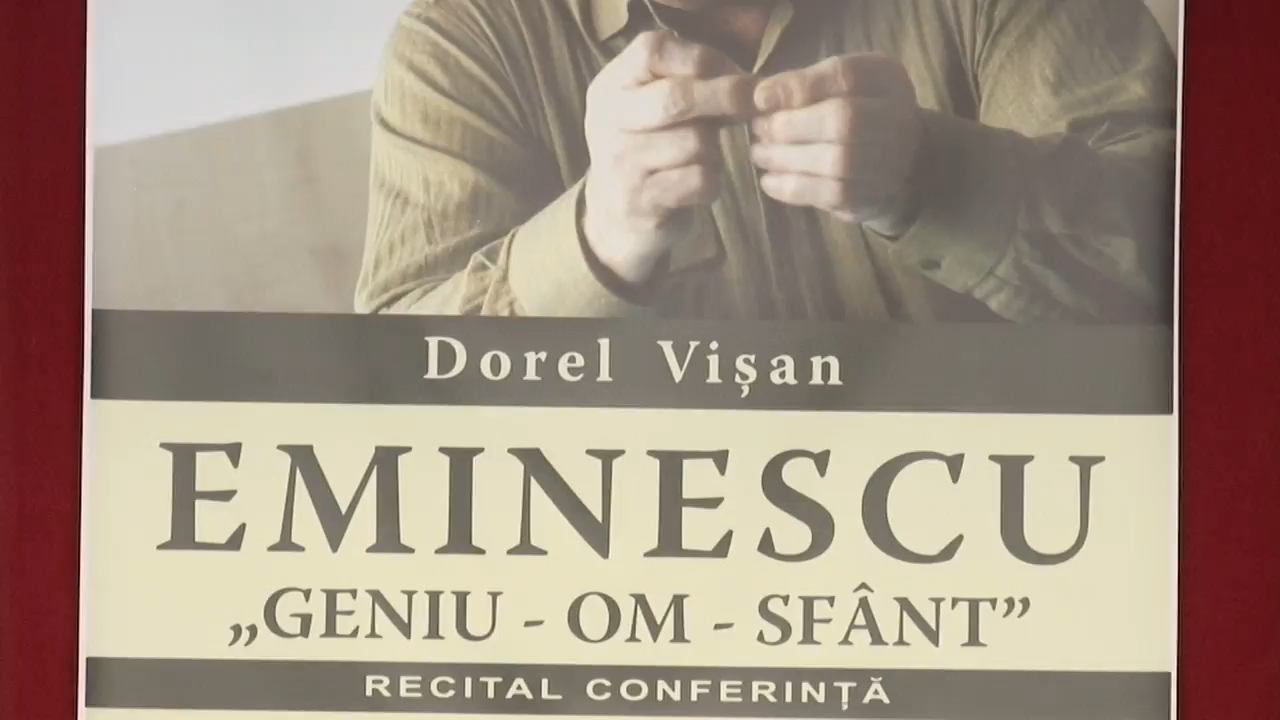 Dorel Vișan
EMINESCU
„GENIU - OM - SFÂNT”
RECITAL CONFERINȚĂ